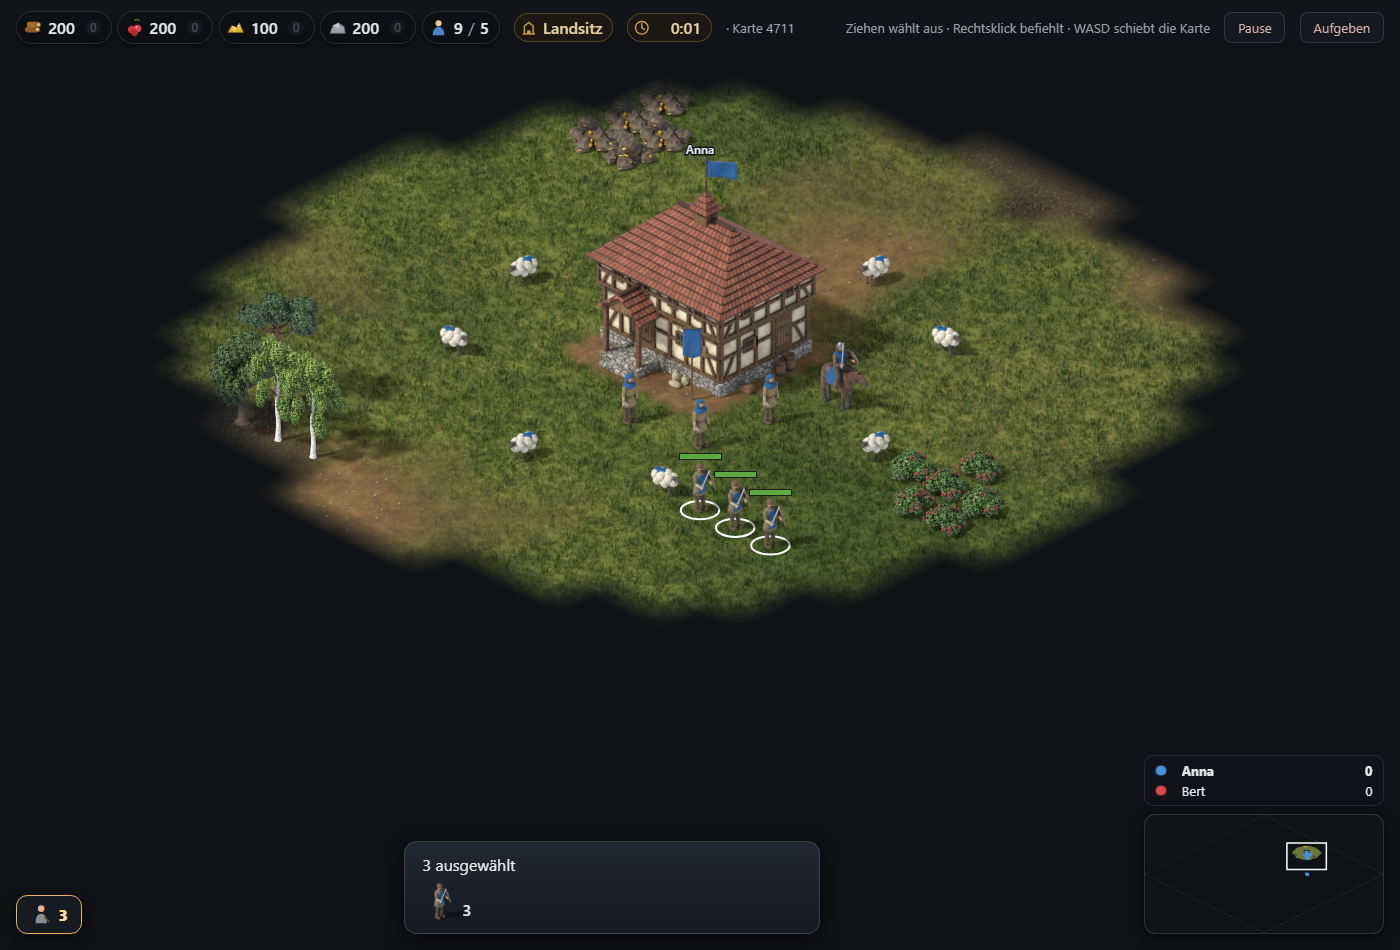 200 0 200 0 100 0 200 0 9 / 5 Landsitz 0:01 · Karte 4711 Ziehen wählt aus · Rechtsklick befiehlt · WASD schiebt die Karte Pause Aufgeben
Anna
Anna 0
Bert 0
3 ausgewählt
3
3